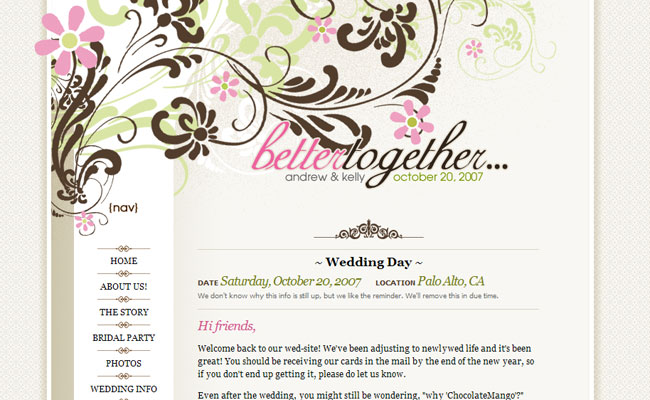 bettertogether...
andrew & kelly october 20, 2007
{nav}
HOME
ABOUT US!
THE STORY
BRIDAL PARTY
PHOTOS
WEDDING INFO
~ Wedding Day ~
DATE Saturday, October 20, 2007 LOCATION Palo Alto, CA
We don't know why this info is still up, but we like the reminder. We'll remove this in due time.
Hi friends,
Welcome back to our wed-site! We've been adjusting to newlywed life and it's been
great! You should be receiving our cards in the mail by the end of the new year, so
if you don't end up getting it, please do let us know.
Even after the wedding, you might still be wondering, "why 'ChocolateMango'?"